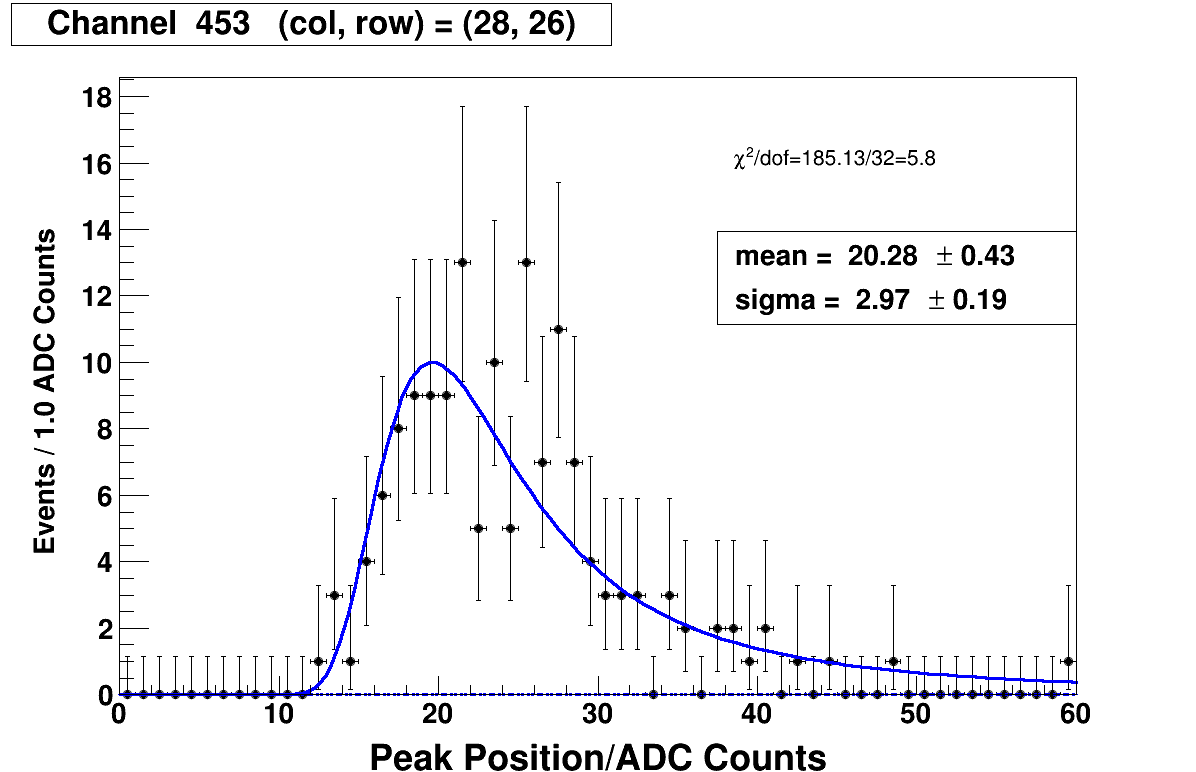 Channel 453 (col, row) = (28, 26)
18
16
14
12
10
8
6
4
2
0
Events / 1.0 ADC Counts
χ²/dof=185.13/32=5.8
mean = 20.28 ± 0.43
sigma = 2.97 ± 0.19
0 10 20 30 40 50 60
Peak Position/ADC Counts